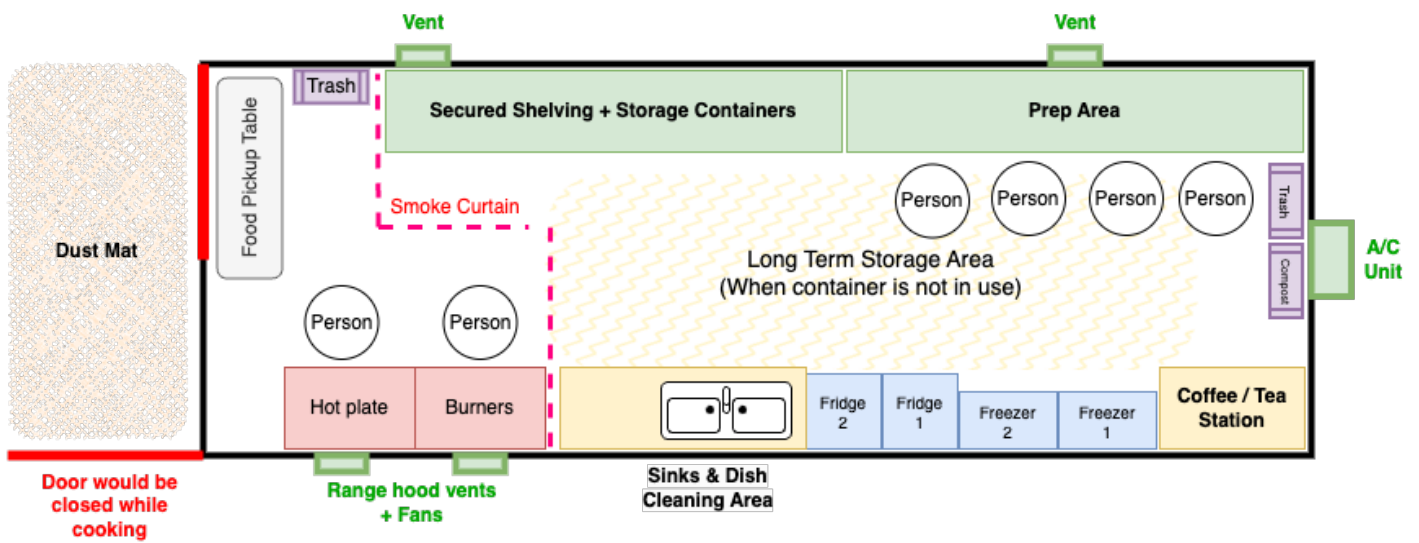 Vent
Vent
Trash
Secured Shelving + Storage Containers
Prep Area
Food Pickup Table
Smoke Curtain
Person
Person
Person
Person
Trash
Dust Mat
Long Term Storage Area
(When container is not in use)
A/C
Unit
Compost
Person
Person
Hot plate
Burners
Fridge
2
Fridge
1
Freezer
2
Freezer
1
Coffee / Tea
Station
Door would be
closed while
cooking
Range hood vents
+ Fans
Sinks & Dish
Cleaning Area